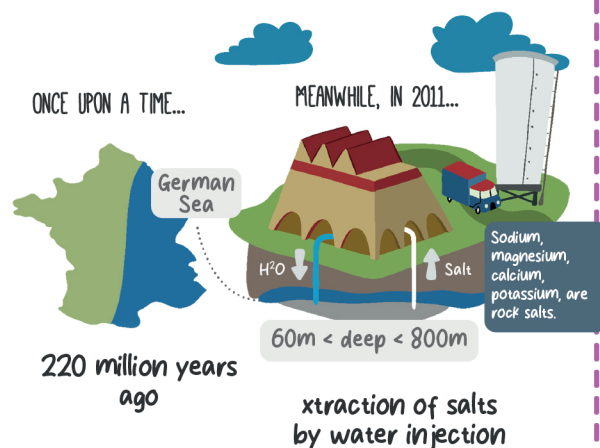 ONCE UPON A TIME...
MEANWHILE, IN 2011...
German
Sea
H²O
Salt
Sodium,
magnesium,
calcium,
potassium, are
rock salts.
60m < deep < 800m
220 million years
ago
xtraction of salts
by water injection